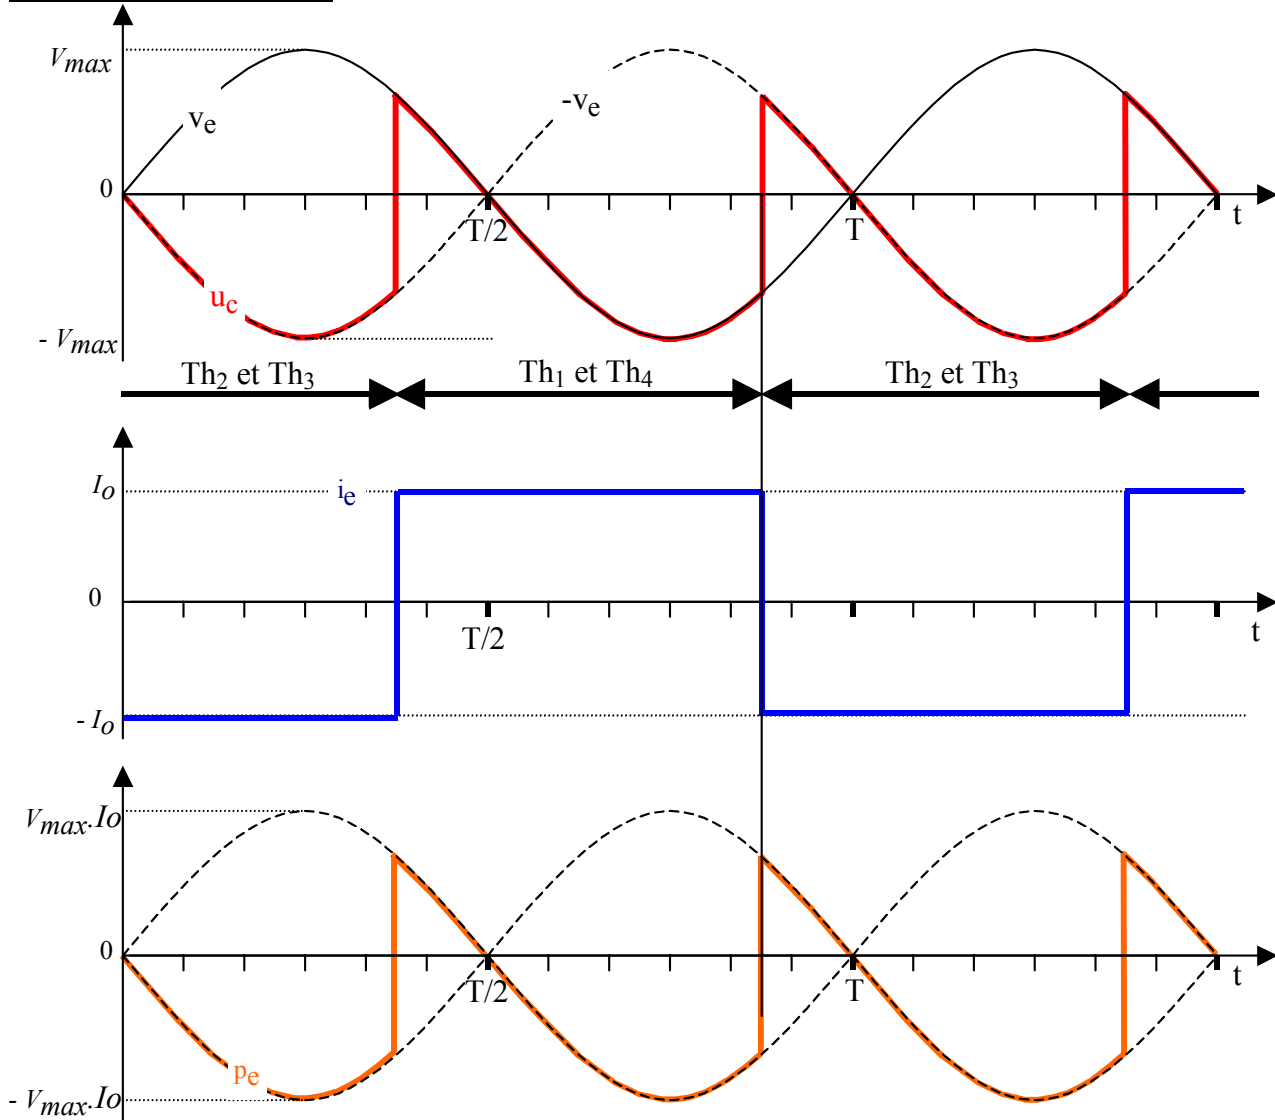 Vmax
ve
-ve
0
T/2
T
t
uc
- Vmax
Th2 et Th3
Th1 et Th4
Th2 et Th3
Io
ie
0
T/2
t
- Io
Vmax.Io
0
T/2
T
t
pe
- Vmax.Io